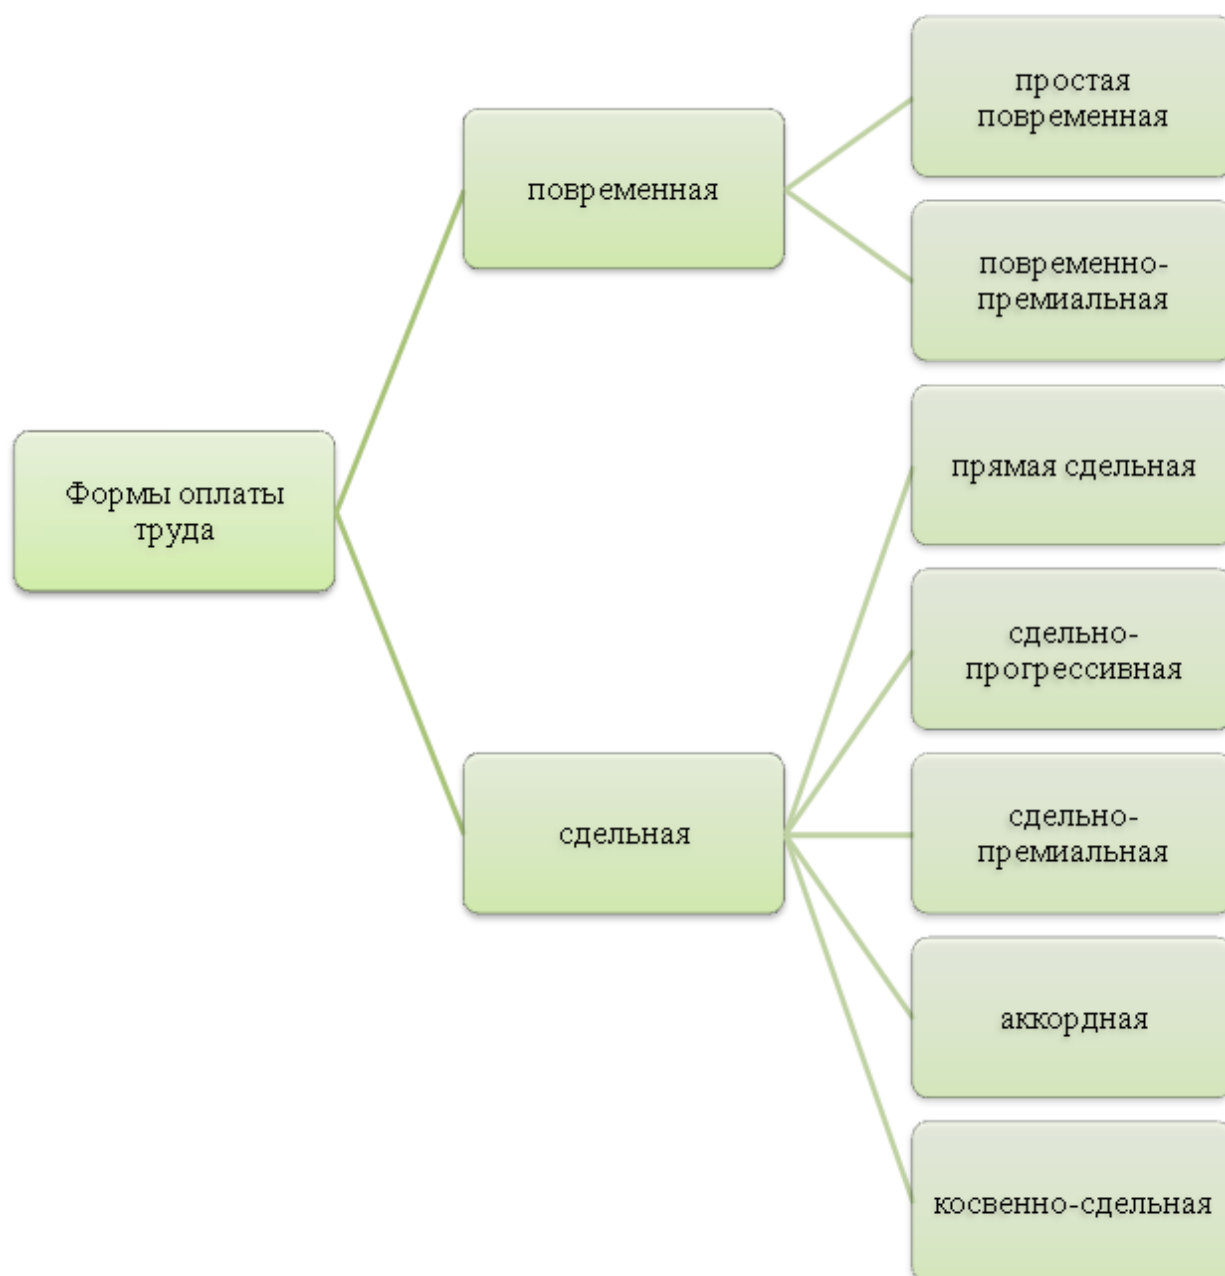 Формы оплаты
труда
повременная
простая
повременная
повременно-
премиальная
сдельная
прямая сдельная
сдельно-
прогрессивная
сдельно-
премиальная
аккордная
косвенно-сдельная